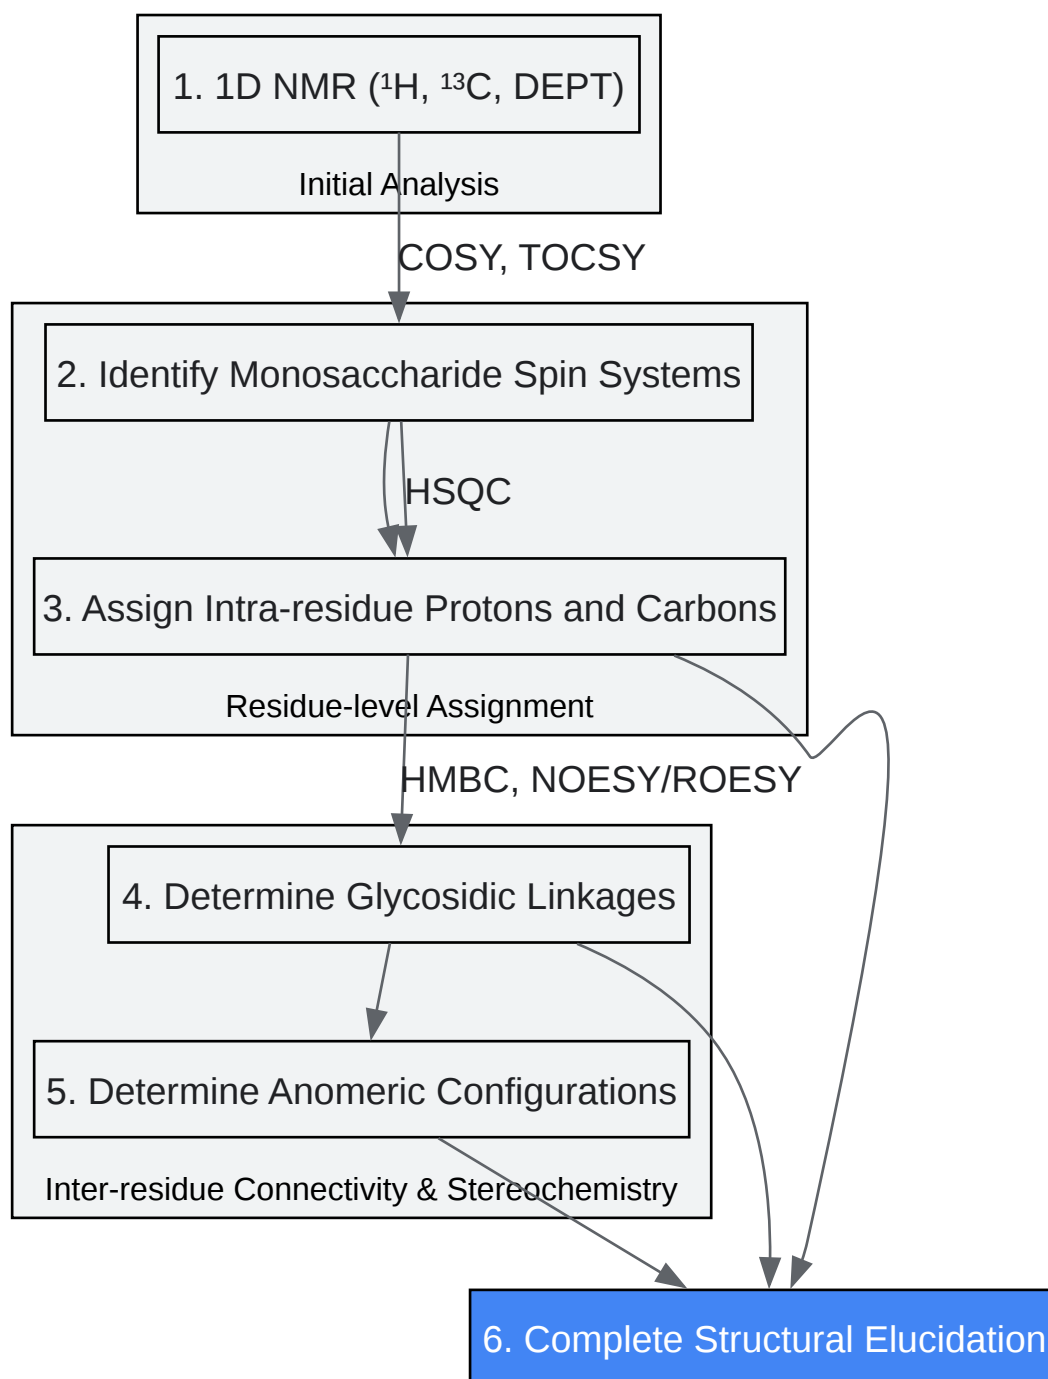 1. 1D NMR (¹H, ¹³C, DEPT)
Initial Analysis
COSY, TOCSY
2. Identify Monosaccharide Spin Systems
HSQC
3. Assign Intra-residue Protons and Carbons
Residue-level Assignment
HMBC, NOESY/ROESY
4. Determine Glycosidic Linkages
5. Determine Anomeric Configurations
Inter-residue Connectivity & Stereochemistry
6. Complete Structural Elucidation